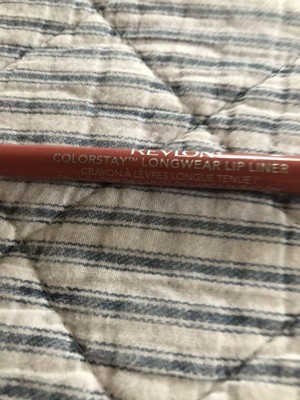 REVLON
COLORSTAY™ LONGWEAR LIP LINER
CRAYON À LÈVRES LONGUE TENUE /